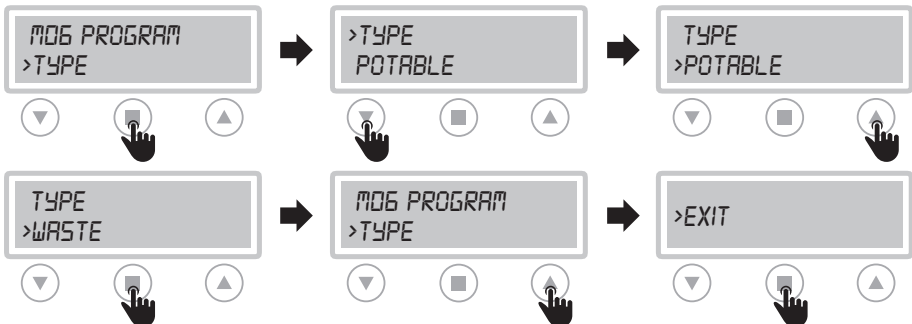 MOG PROGRAM
>TYPE
>TYPE
POTABLE
TYPE
>POTABLE
TYPE
>WASTE
MOG PROGRAM
>TYPE
>EXIT